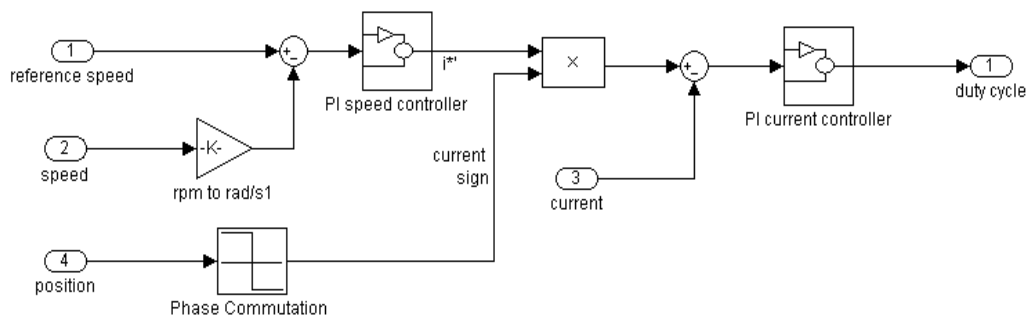 1
reference speed
+
−
PI speed controller
i*'
×
+
−
PI current controller
1
duty cycle
2
speed
-K-
rpm to rad/s1
current
sign
3
current
4
position
Phase Commutation